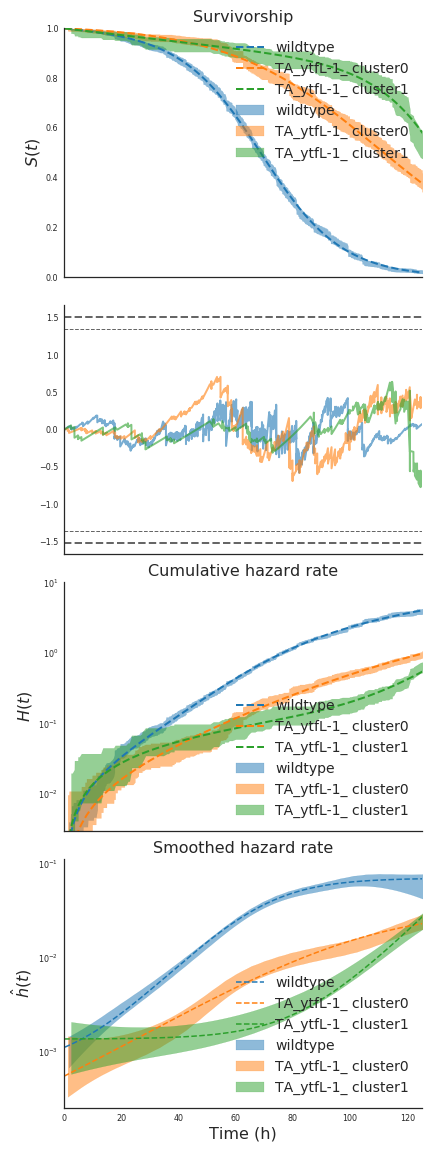 Survivorship
1.0
0.8
0.6
0.4
0.2
0.0
S(t)
wildtype
TA_ytfL-1_ cluster0
TA_ytfL-1_ cluster1
wildtype
TA_ytfL-1_ cluster0
TA_ytfL-1_ cluster1
1.5
1.0
0.5
0.0
−0.5
−1.0
−1.5
Cumulative hazard rate
10¹
10⁰
10⁻¹
10⁻²
H(t)
wildtype
TA_ytfL-1_ cluster0
TA_ytfL-1_ cluster1
wildtype
TA_ytfL-1_ cluster0
TA_ytfL-1_ cluster1
Smoothed hazard rate
10⁻¹
10⁻²
10⁻³
ĥ(t)
wildtype
TA_ytfL-1_ cluster0
TA_ytfL-1_ cluster1
wildtype
TA_ytfL-1_ cluster0
TA_ytfL-1_ cluster1
0 20 40 60 80 100 120
Time (h)